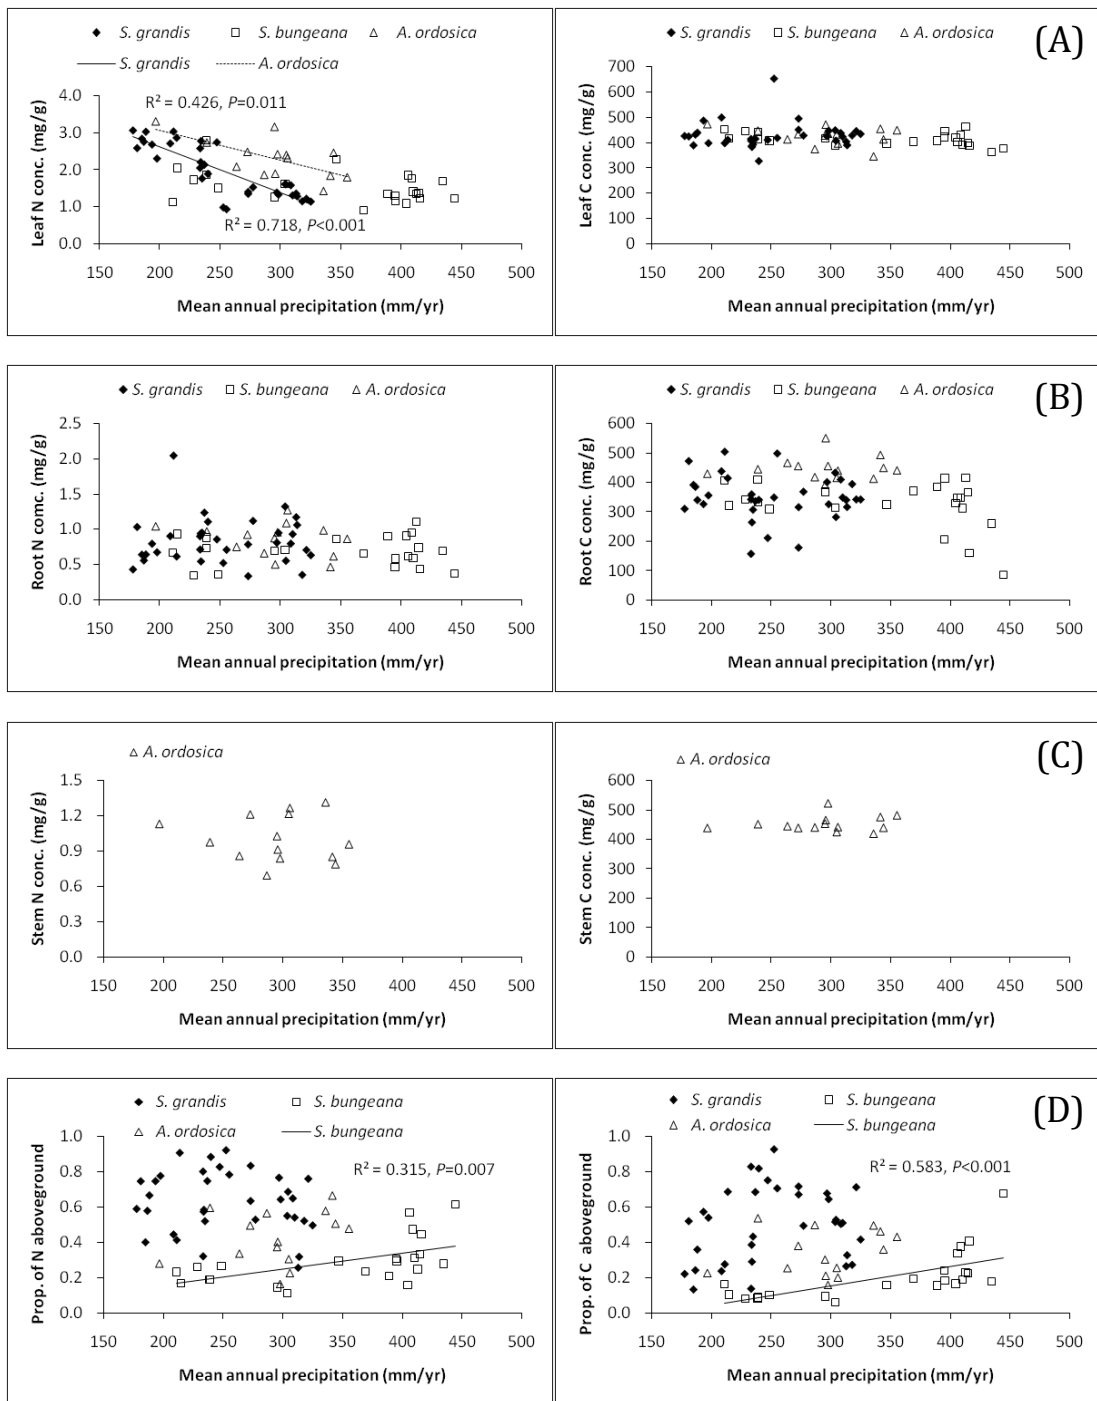 S. grandis S. bungeana A. ordosica
S. grandis A. ordosica
R² = 0.426, P=0.011
R² = 0.718, P<0.001
Leaf N conc. (mg/g)
4.0
3.0
2.0
1.0
0.0
150 200 250 300 350 400 450 500
Mean annual precipitation (mm/yr)
(A)
S. grandis S. bungeana A. ordosica
Leaf C conc. (mg/g)
700
600
500
400
300
200
100
0
150 200 250 300 350 400 450 500
Mean annual precipitation (mm/yr)
S. grandis S. bungeana A. ordosica
Root N comc. (mg/g)
2.5
2.0
1.5
1.0
0.5
0.0
150 200 250 300 350 400 450 500
Mean annual precipitation (mm/yr)
(B)
S. grandis S. bungeana A. ordosica
Root C conc. (mg/g)
600
500
400
300
200
100
0
150 200 250 300 350 400 450 500
Mean annual precipitation (mm/yr)
A. ordosica
Stem N conc. (mg/g)
1.5
1.2
0.9
0.6
0.3
0.0
150 200 250 300 350 400 450 500
Mean annual precipitation (mm/yr)
(C)
A. ordosica
Stem C conc. (mg/g)
600
500
400
300
200
100
0
150 200 250 300 350 400 450 500
Mean annual precipitation (mm/yr)
S. grandis S. bungeana
A. ordosica S. bungeana
R² = 0.315, P=0.007
Prop. of N aboveground
1.0
0.8
0.6
0.4
0.2
0.0
150 200 250 300 350 400 450 500
Mean annual precipitation (mm/yr)
(D)
S. grandis S. bungeana
A. ordosica S. bungeana
R² = 0.583, P<0.001
Prop. of C aboveground
1.0
0.8
0.6
0.4
0.2
0.0
150 200 250 300 350 400 450 500
Mean annual precipitation (mm/yr)